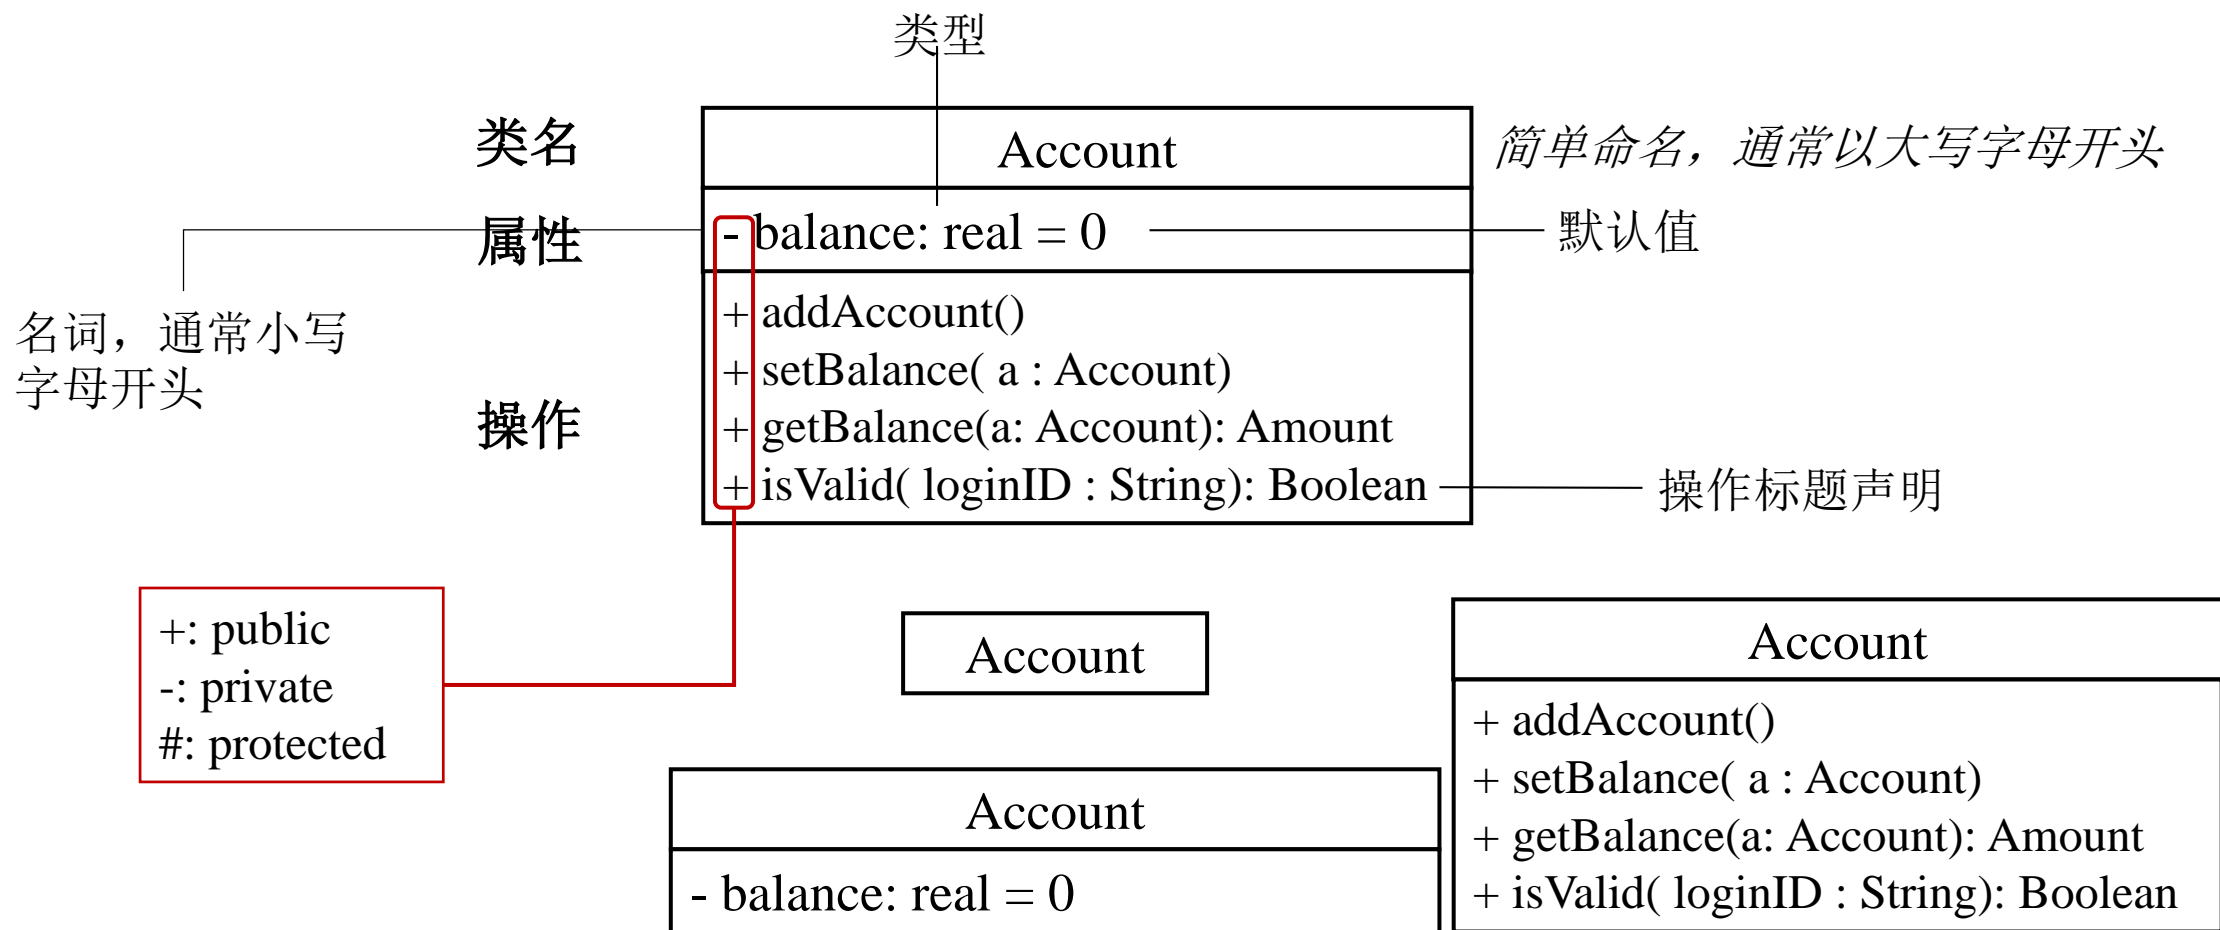 类型
类名
Account
简单命名，通常以大写字母开头
属性
- balance: real = 0
默认值
名词，通常小写
字母开头
操作
+ addAccount()
+ setBalance( a : Account)
+ getBalance(a: Account): Amount
+ isValid( loginID : String): Boolean
操作标题声明
+: public
-: private
#: protected
Account
Account
- balance: real = 0
Account
+ addAccount()
+ setBalance( a : Account)
+ getBalance(a: Account): Amount
+ isValid( loginID : String): Boolean